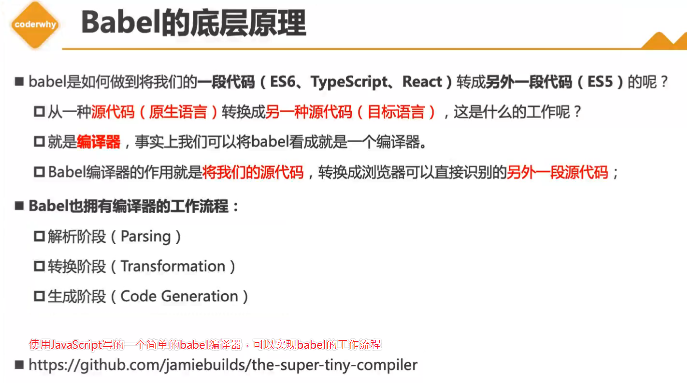 coderwhy
Babel的底层原理
babel是如何做到将我们的一段代码（ES6、TypeScript、React）转成另外一段代码（ES5）的呢？
从一种源代码（原生语言）转换成另一种源代码（目标语言），这是什么的工作呢？
就是编译器，事实上我们可以将babel看成就是一个编译器。
Babel编译器的作用就是将我们的源代码，转换成浏览器可以直接识别的另外一段源代码；
Babel也拥有编译器的工作流程：
解析阶段（Parsing）
转换阶段（Transformation）
生成阶段（Code Generation）
使用JavaScript写的一个简单的babel编译器，可以实现babel的工作流程
https://github.com/jamiebuilds/the-super-tiny-compiler